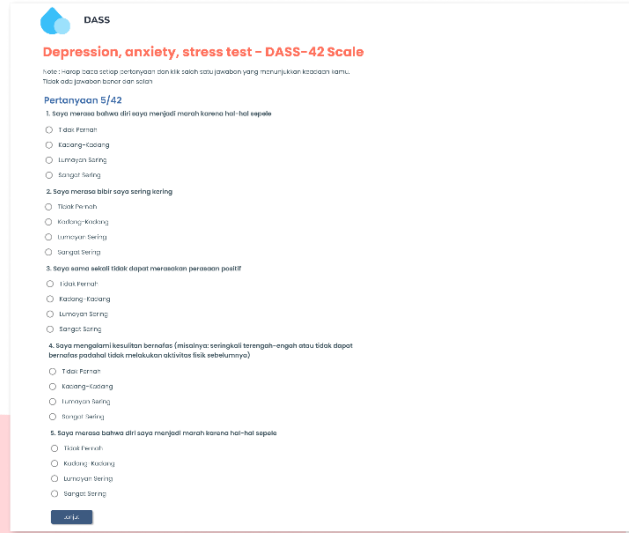 DASS
Depression, anxiety, stress test - DASS-42 Scale
Note : Harap baca setiap pertanyaan dan klik salah satu jawaban yang menunjukkan keadaan kamu..
Tidak ada jawaban benar dan salah
Pertanyaan 5/42
1. Saya merasa bahwa diri saya menjadi marah karena hal-hal sepele
Tidak Pernah
Kadang-Kadang
Lumayan Sering
Sangat Sering
2. Saya merasa bibir saya sering kering
Tidak Pernah
Kadang-Kadang
Lumayan Sering
Sangat Sering
3. Saya sama sekali tidak dapat merasakan perasaan positif
Tidak Pernah
Kadang-Kadang
Lumayan Sering
Sangat Sering
4. Saya mengalami kesulitan bernafas (misalnya: seringkali terengah-engah atau tidak dapat
bernafas padahal tidak melakukan aktivitas fisik sebelumnya)
Tidak Pernah
Kadang-Kadang
Lumayan Sering
Sangat Sering
5. Saya merasa bahwa diri saya menjadi marah karena hal-hal sepele
Tidak Pernah
Kadang-Kadang
Lumayan Sering
Sangat Sering
Lanjut